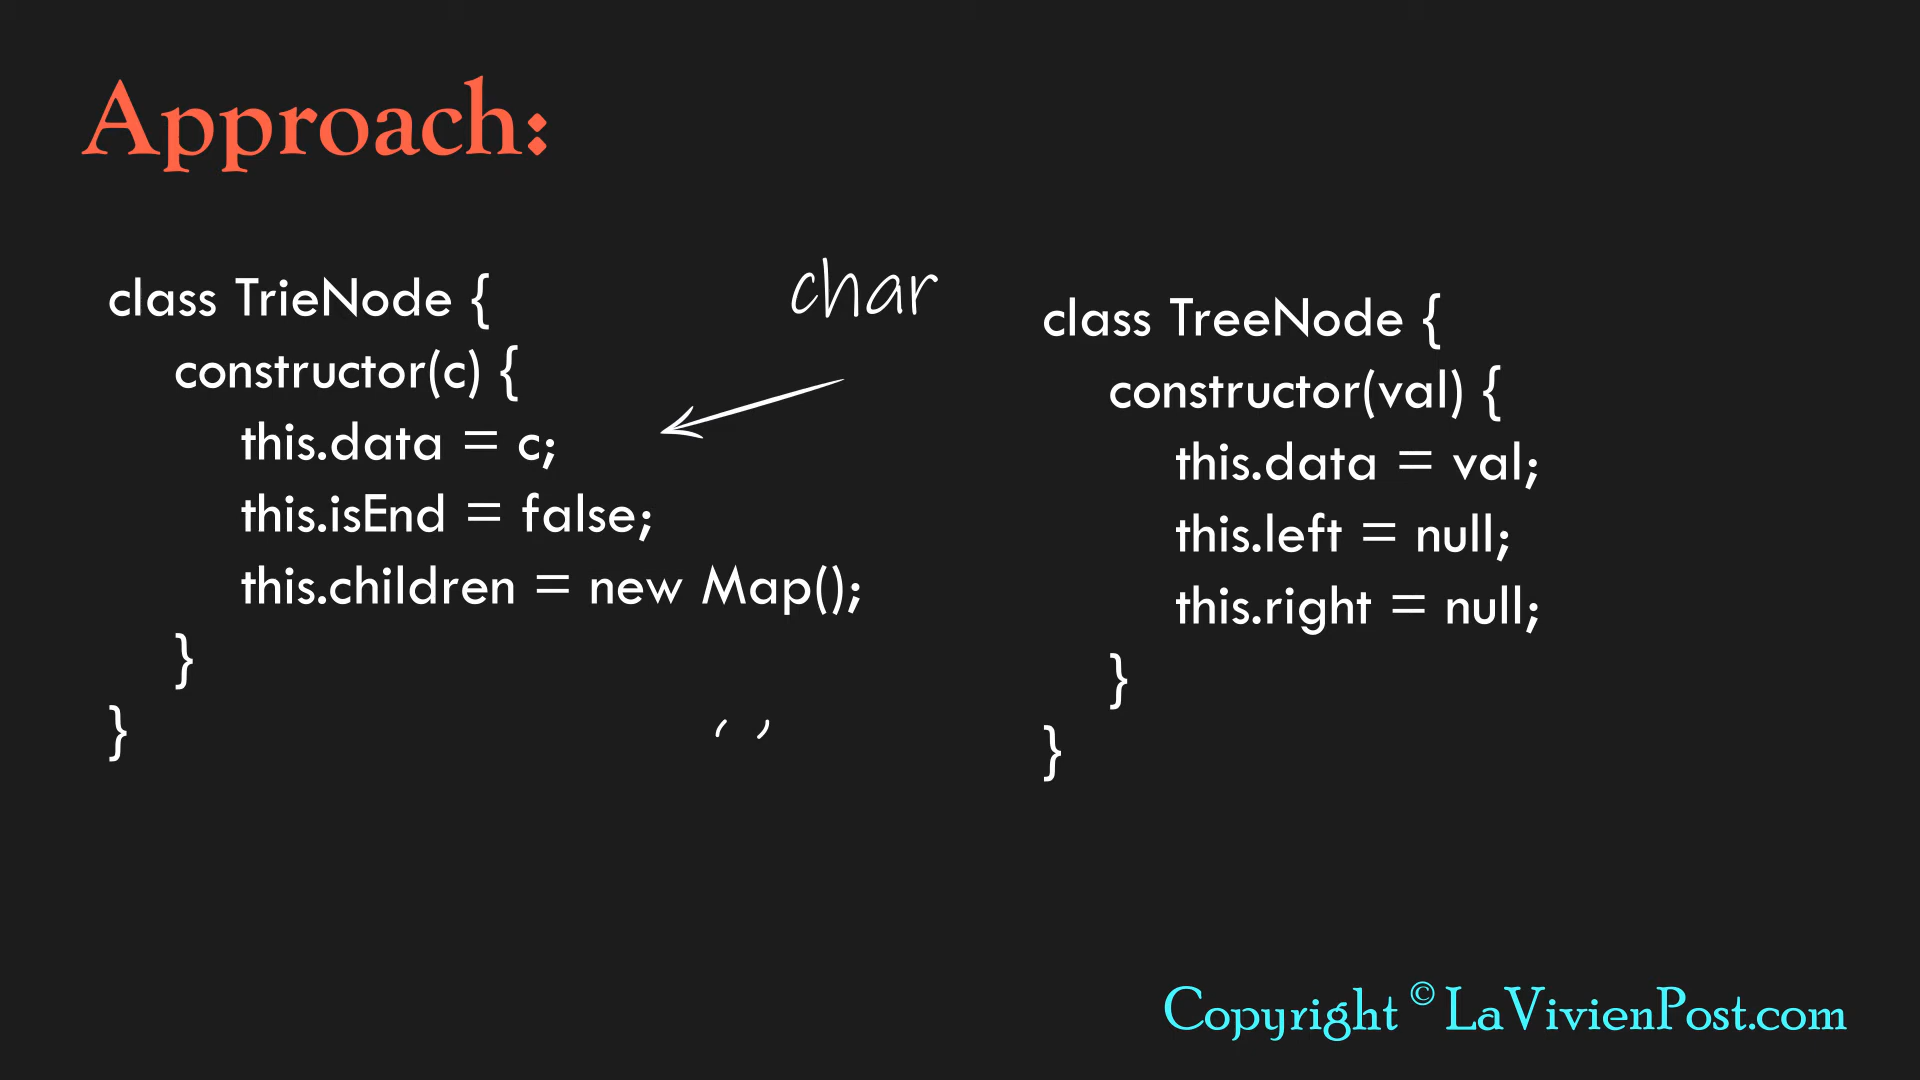 Approach:
class TrieNode {
constructor(c) {
this.data = c;
this.isEnd = false;
this.children = new Map();
}
}
char
‘ ’
class TreeNode {
constructor(val) {
this.data = val;
this.left = null;
this.right = null;
}
}
Copyright © LaVivienPost.com